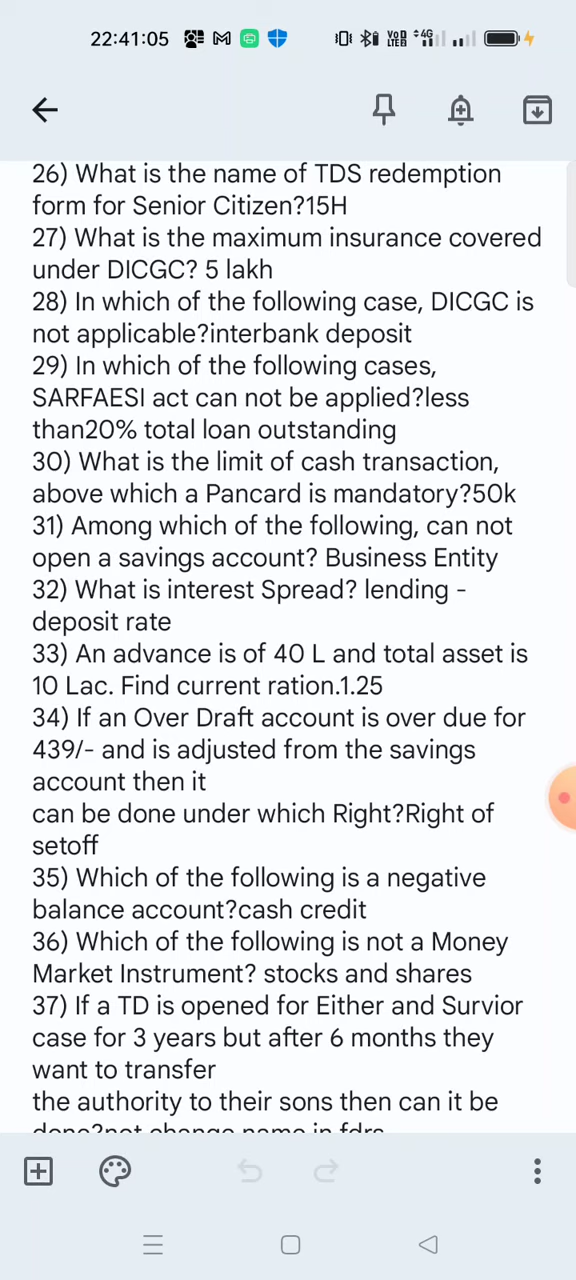 22:41:05
VoD
LTE
4G
26) What is the name of TDS redemption
form for Senior Citizen?15H
27) What is the maximum insurance covered
under DICGC? 5 lakh
28) In which of the following case, DICGC is
not applicable?interbank deposit
29) In which of the following cases,
SARFAESI act can not be applied?less
than20% total loan outstanding
30) What is the limit of cash transaction,
above which a Pancard is mandatory?50k
31) Among which of the following, can not
open a savings account? Business Entity
32) What is interest Spread? lending -
deposit rate
33) An advance is of 40 L and total asset is
10 Lac. Find current ration.1.25
34) If an Over Draft account is over due for
439/- and is adjusted from the savings
account then it
can be done under which Right?Right of
setoff
35) Which of the following is a negative
balance account?cash credit
36) Which of the following is not a Money
Market Instrument? stocks and shares
37) If a TD is opened for Either and Survior
case for 3 years but after 6 months they
want to transfer
the authority to their sons then can it be
done?not change name in fdrs